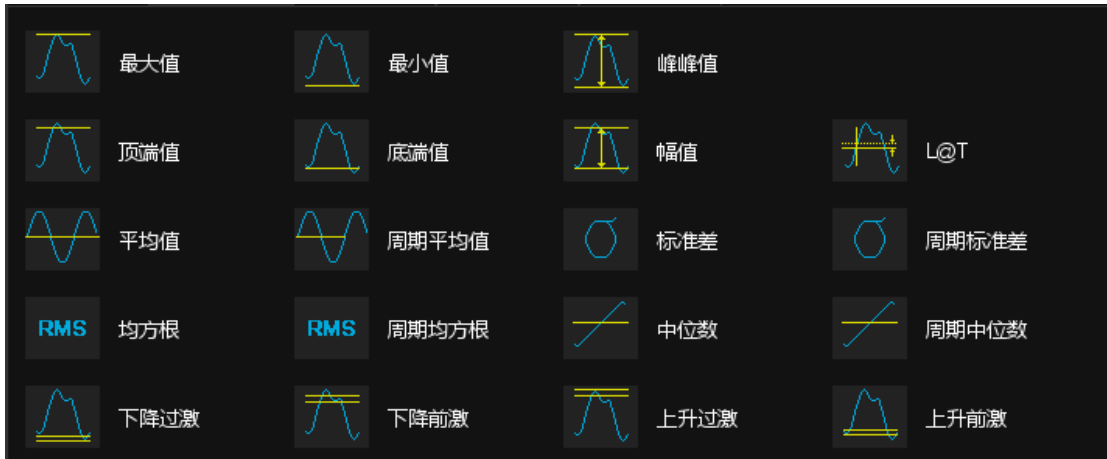 最大值 最小值 峰峰值
顶端值 底端值 幅值 L@T
平均值 周期平均值 标准差 周期标准差
RMS 均方根 RMS 周期均方根 中位数 周期中位数
下降过激 下降前激 上升过激 上升前激